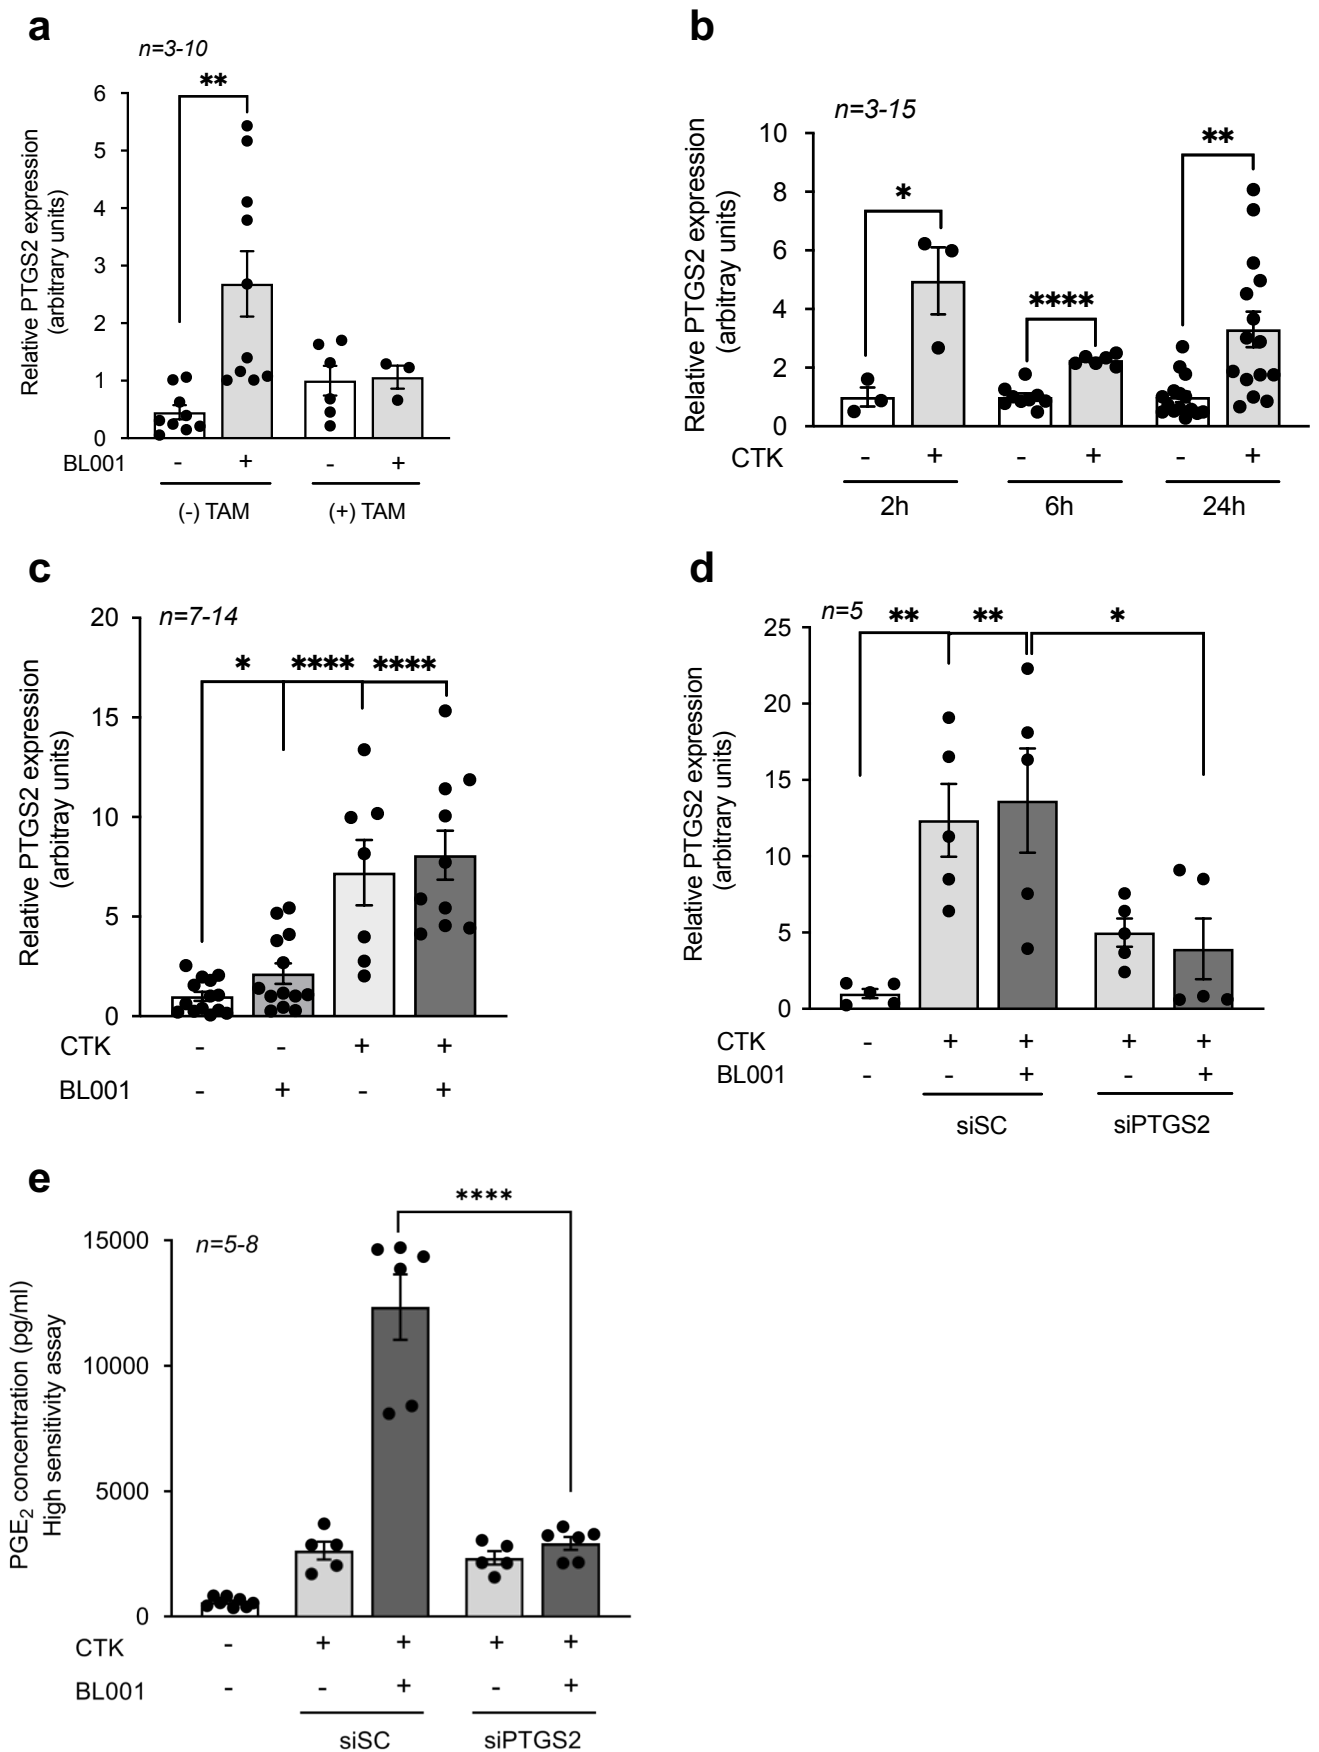 a
n=3-10
**
Relative PTGS2 expression
(arbitrary units)
6
5
4
3
2
1
0
BL001 - + - +
(-) TAM (+) TAM
b
n=3-15
* **** **
Relative PTGS2 expression
(arbitray units)
10
8
6
4
2
0
CTK - + - + - +
2h 6h 24h
c
n=7-14
* **** ****
Relative PTGS2 expression
(arbitray units)
20
15
10
5
0
CTK - - + +
BL001 - + - +
d
n=5
** ** *
Relative PTGS2 expression
(arbitrary units)
25
20
15
10
5
0
CTK - + + + +
BL001 - - + - +
siSC siPTGS2
e
n=5-8
****
PGE2 concentration (pg/ml)
High sensitivity assay
15000
10000
5000
0
CTK - + + + +
BL001 - - + - +
siSC siPTGS2